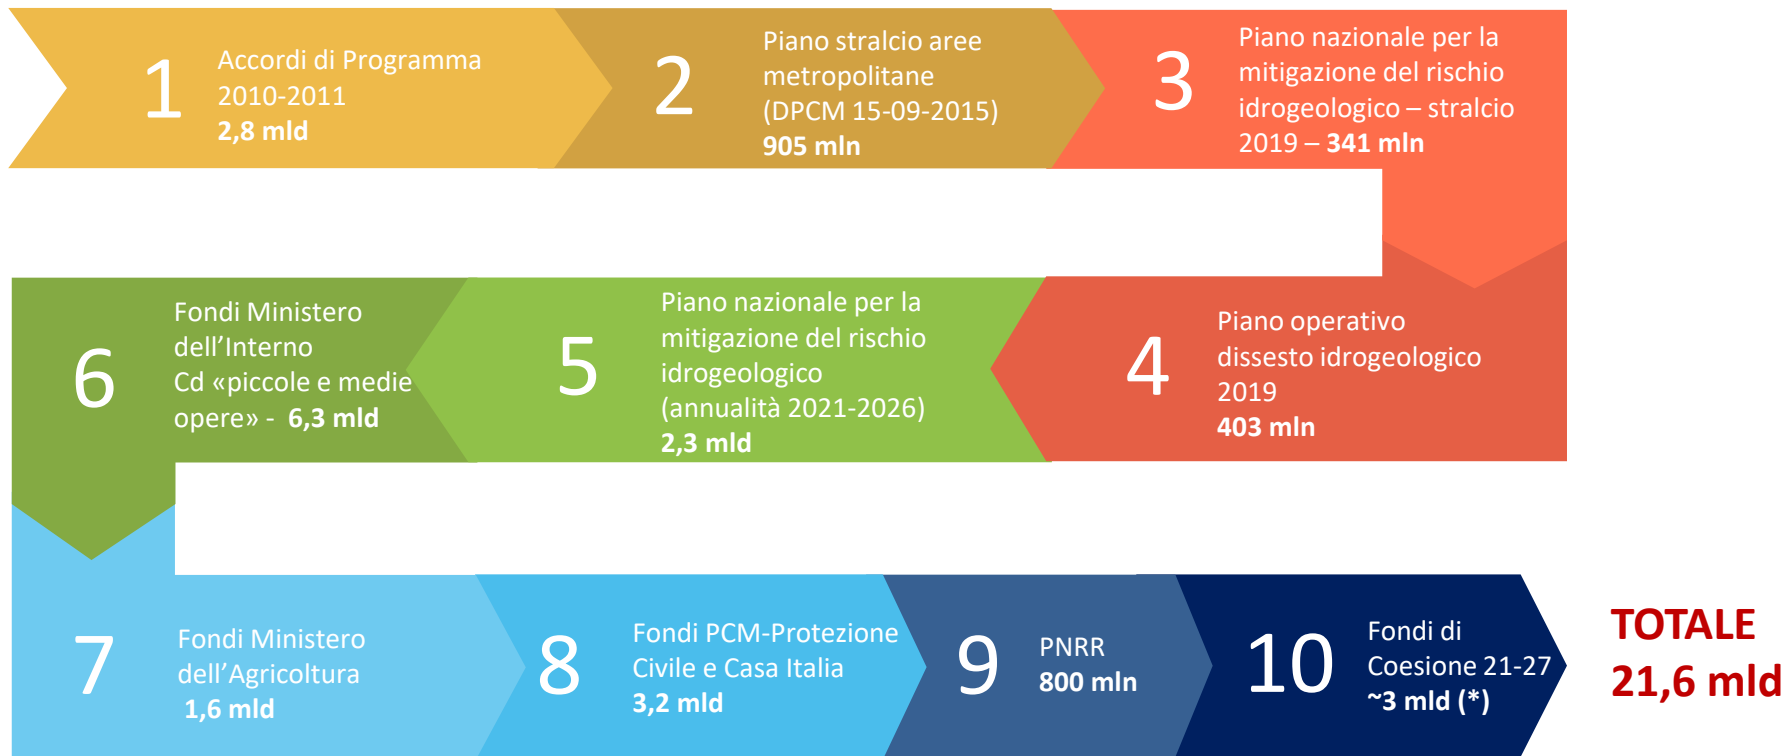 1
Accordi di Programma
2010-2011
2,8 mld
2
Piano stralcio aree
metropolitane
(DPCM 15-09-2015)
905 mln
3
Piano nazionale per la
mitigazione del rischio
idrogeologico – stralcio
2019 – 341 mln
4
Piano operativo
dissesto idrogeologico
2019
403 mln
5
Piano nazionale per la
mitigazione del rischio
idrogeologico
(annualità 2021-2026)
2,3 mld
6
Fondi Ministero
dell’Interno
Cd «piccole e medie
opere» - 6,3 mld
7
Fondi Ministero
dell’Agricoltura
1,6 mld
8
Fondi PCM-Protezione
Civile e Casa Italia
3,2 mld
9
PNRR
800 mln
10
Fondi di
Coesione 21-27
~3 mld (*)
TOTALE
21,6 mld